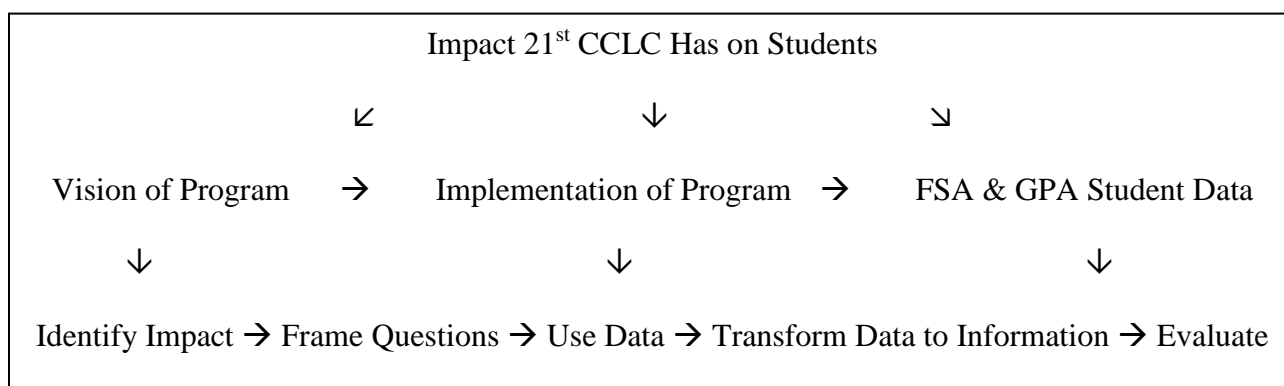 Impact 21st CCLC Has on Students
↙ ↓ ↘
Vision of Program → Implementation of Program → FSA & GPA Student Data
↓ ↓ ↓
Identify Impact → Frame Questions → Use Data → Transform Data to Information → Evaluate